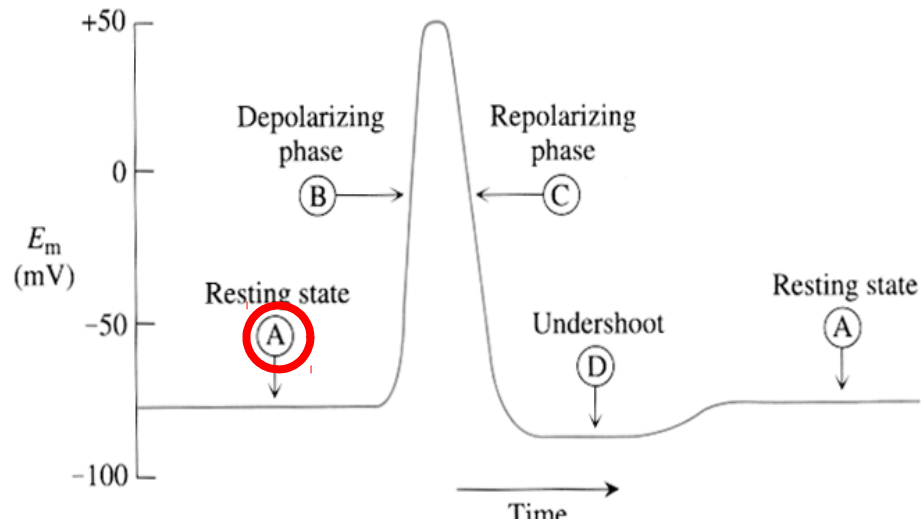 +50
Depolarizing
phase
B
Repolarizing
phase
C
0
Em
(mV)
Resting state
A
−50
Undershoot
D
Resting state
A
−100
Time